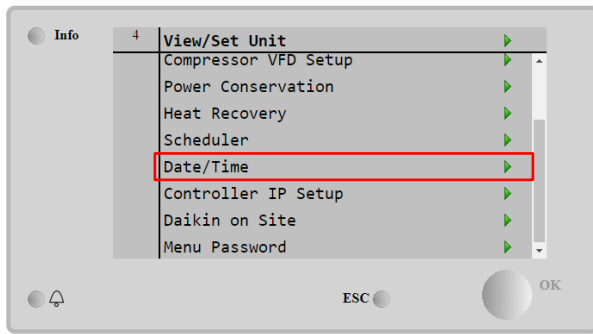 Info
4 View/Set Unit
Compressor VFD Setup
Power Conservation
Heat Recovery
Scheduler
Date/Time
Controller IP Setup
Daikin on Site
Menu Password
ESC
OK